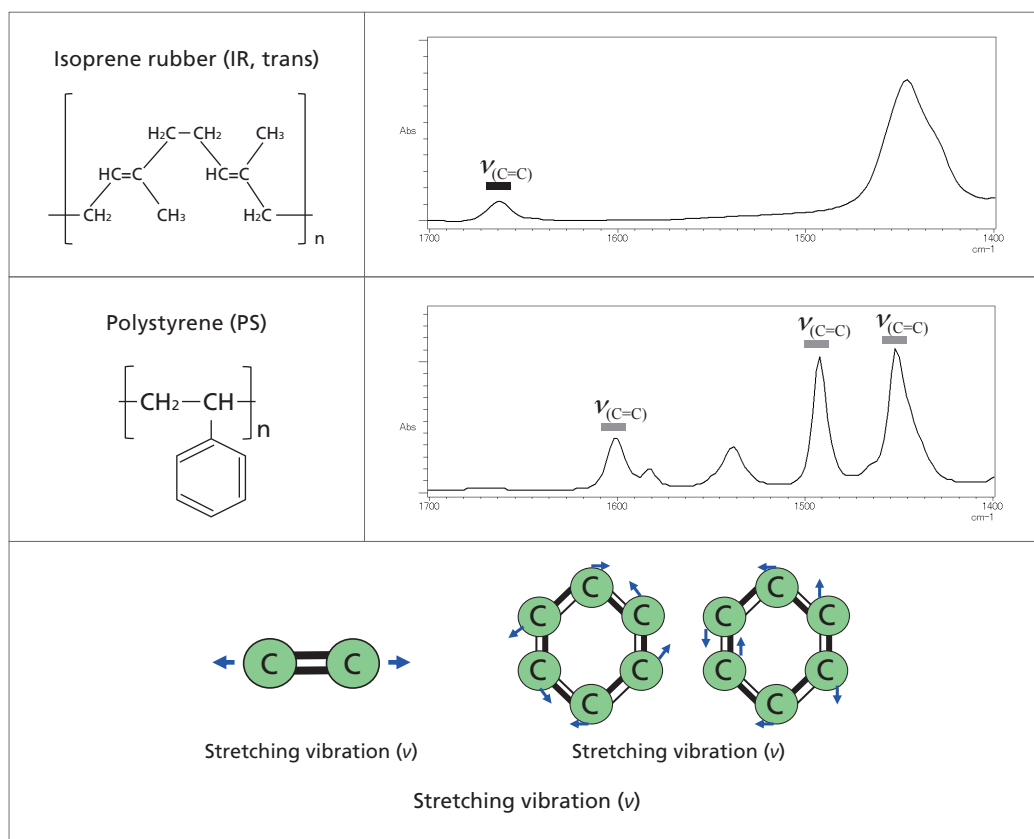 Isoprene rubber (IR, trans)
H₂C–CH₂ CH₃
HC=C HC=C
CH₂ CH₃ H₂C
n
Abs
ν(C=C)
1700 1600 1500 1400
cm-1
Polystyrene (PS)
CH₂ CH
n
Abs
ν(C=C)
ν(C=C)
ν(C=C)
1700 1600 1500 1400
cm-1
C C
C
C C
C C
C
C
C C
C C
C
Stretching vibration (ν)
Stretching vibration (ν)
Stretching vibration (ν)